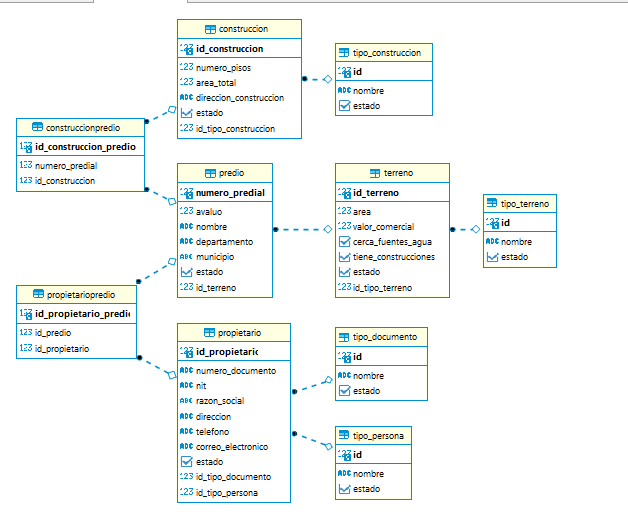 construccion
123 id_construccion
123 numero_pisos
123 area_total
ABC direccion_construccion
estado
123 id_tipo_construccion
tipo_construccion
123 id
ABC nombre
estado
construccionpredio
123 id_construccion_predio
123 numero_predial
123 id_construccion
predio
123 numero_predial
123 avaluo
ABC nombre
ABC departamento
ABC municipio
estado
123 id_terreno
terreno
123 id_terreno
123 area
123 valor_comercial
cerca_fuentes_agua
tiene_construcciones
estado
123 id_tipo_terreno
tipo_terreno
123 id
ABC nombre
estado
propietariopredio
123 id_propietario_predi
123 id_predio
123 id_propietario
propietario
123 id_propietaric
ABC numero_documento
ABC nit
ABC razon_social
ABC direccion
ABC telefono
ABC correo_electronico
estado
123 id_tipo_documento
123 id_tipo_persona
tipo_documento
123 id
ABC nombre
estado
tipo_persona
123 id
ABC nombre
estado